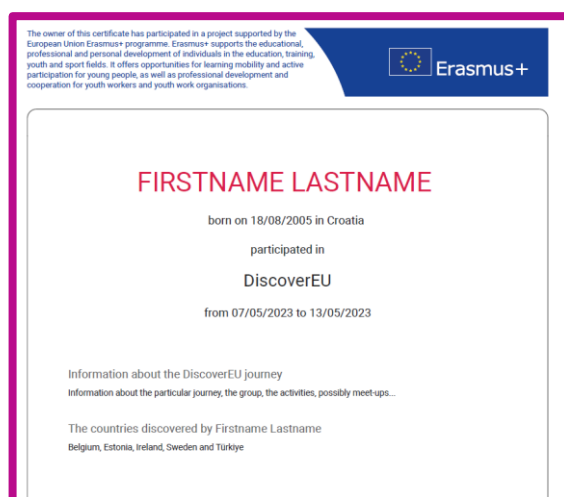 The owner of this certificate has participated in a project supported by the
European Union Erasmus+ programme. Erasmus+ supports the educational,
professional and personal development of individuals in the education, training,
youth and sport fields. It offers opportunities for learning mobility and active
participation for young people, as well as professional development and
cooperation for youth workers and youth work organisations.
Erasmus+
FIRSTNAME LASTNAME
born on 18/08/2005 in Croatia
participated in
DiscoverEU
from 07/05/2023 to 13/05/2023
Information about the DiscoverEU journey
Information about the particular journey, the group, the activities, possibly meet-ups...
The countries discovered by Firstname Lastname
Belgium, Estonia, Ireland, Sweden and Türkiye